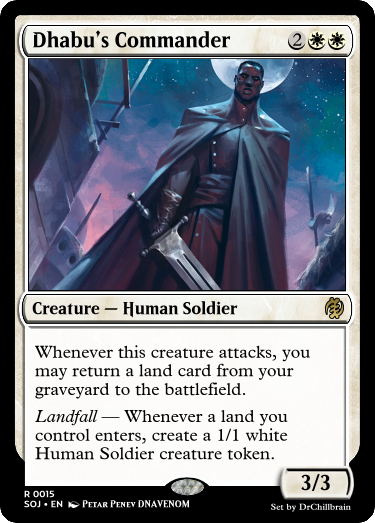 Dhabu's Commander 2
Creature — Human Soldier
Whenever this creature attacks, you
may return a land card from your
graveyard to the battlefield.
Landfall — Whenever a land you
control enters, create a 1/1 white
Human Soldier creature token.
3/3
R 0015
SOJ • EN Petar Penev DNAVENOM
Set by DrChillbrain